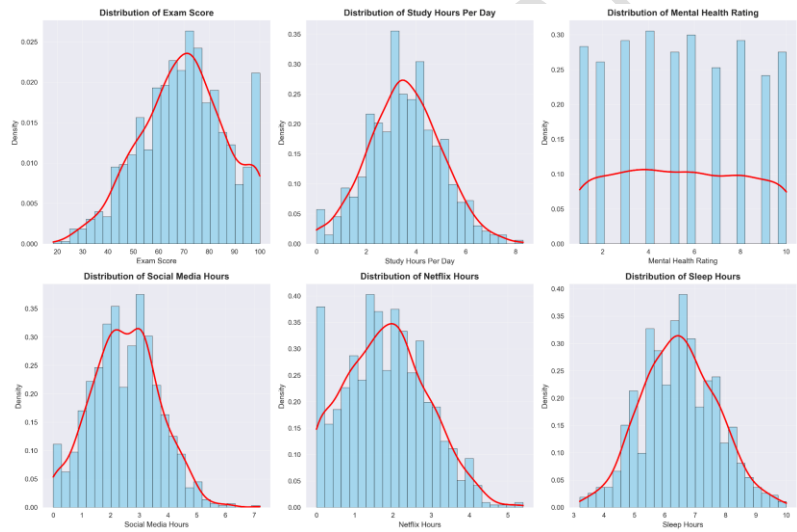 Distribution of Exam Score
Density
0.025
0.020
0.015
0.010
0.005
0.000
20 30 40 50 60 70 80 90 100
Exam Score
Distribution of Study Hours Per Day
Density
0.35
0.30
0.25
0.20
0.15
0.10
0.05
0.00
0 2 4 6 8
Study Hours Per Day
Distribution of Mental Health Rating
Density
0.30
0.25
0.20
0.15
0.10
0.05
0.00
2 4 6 8 10
Mental Health Rating
Distribution of Social Media Hours
Density
0.35
0.30
0.25
0.20
0.15
0.10
0.05
0.00
0 1 2 3 4 5 6 7
Social Media Hours
Distribution of Netflix Hours
Density
0.40
0.35
0.30
0.25
0.20
0.15
0.10
0.05
0.00
0 1 2 3 4 5
Netflix Hours
Distribution of Sleep Hours
Density
0.40
0.35
0.30
0.25
0.20
0.15
0.10
0.05
0.00
3 4 5 6 7 8 9 10
Sleep Hours